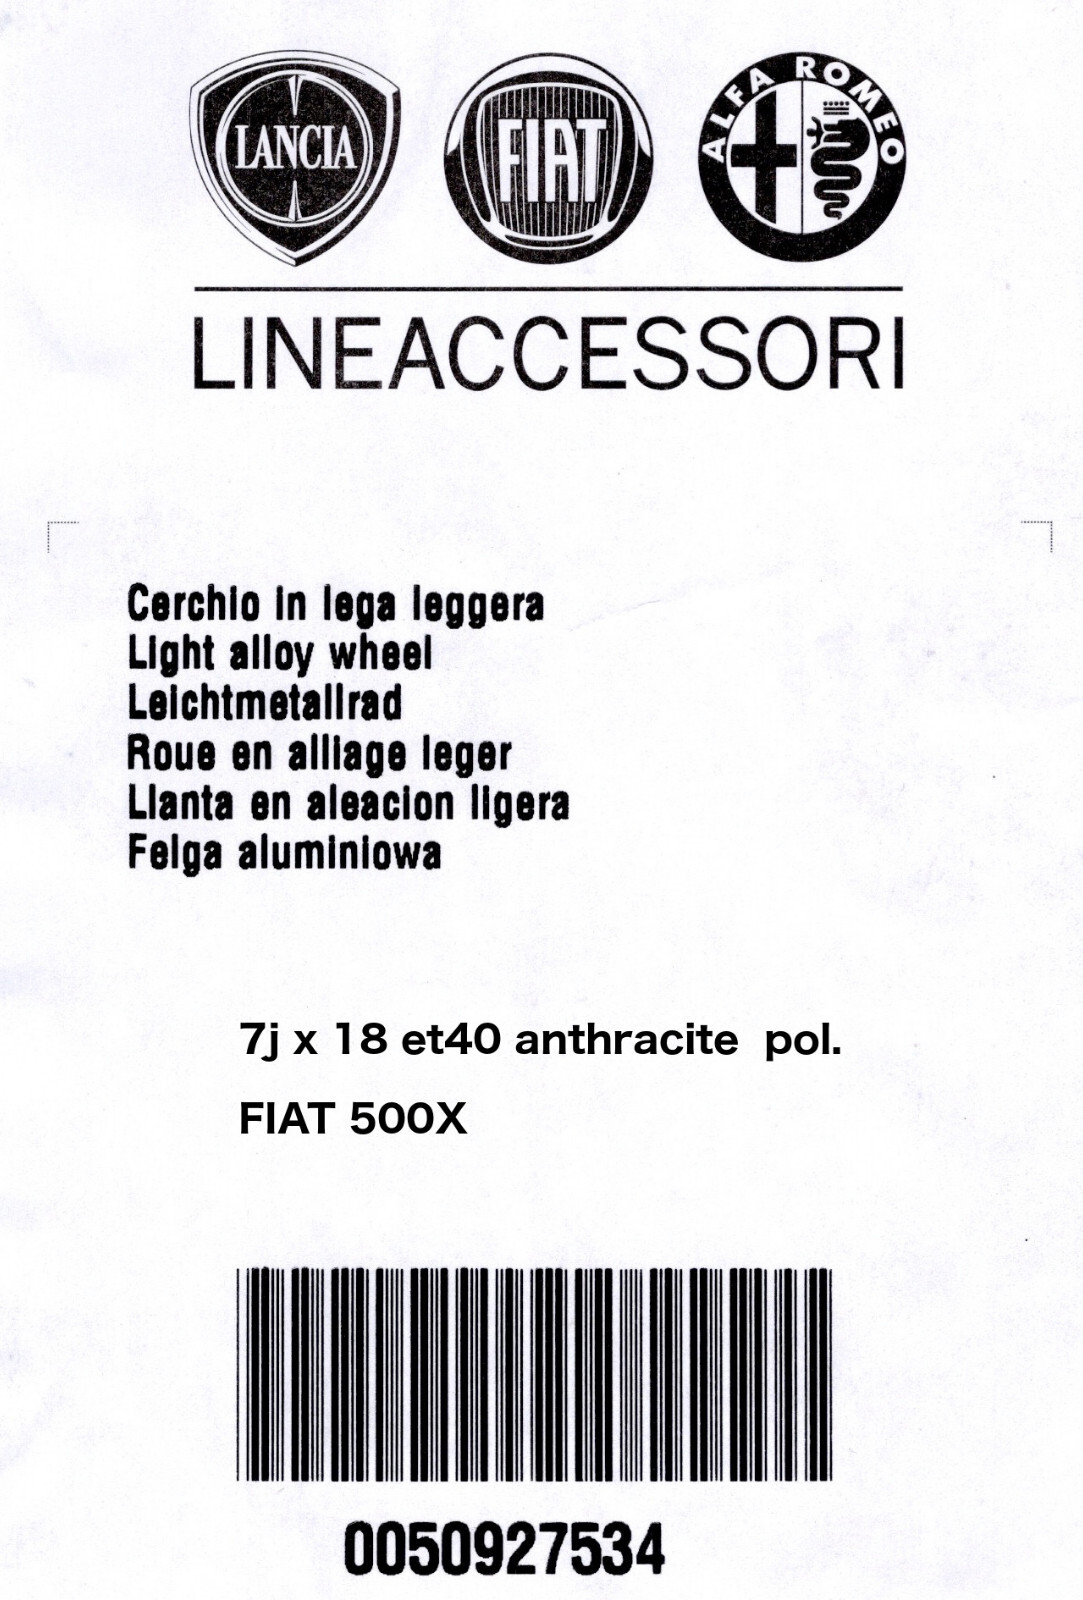 LANCIA
FIAT
ALFA ROMEO
LINEACCESSORI
Cerchio in lega leggera
Light alloy wheel
Leichtmetallrad
Roue en alliage leger
Llanta en aleacion ligera
Felga aluminiowa
7j x 18 et40 anthracite pol.
FIAT 500X
0050927534